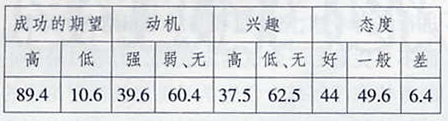 成功的期望 动机 兴趣 态度
高 低 强 弱、无 高 低、无 好 一般 差
89.4 10.6 39.6 60.4 37.5 62.5 44 49.6 6.4